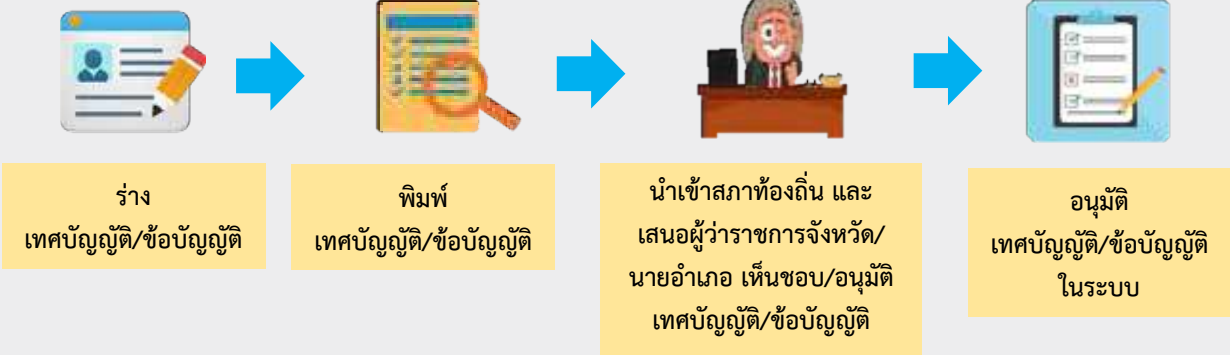 ร่าง
เทศบัญญัติ/ข้อบัญญัติ
พิมพ์
เทศบัญญัติ/ข้อบัญญัติ
นำเข้าสภาท้องถิ่น และ
เสนอผู้ว่าราชการจังหวัด/
นายอำเภอ เห็นชอบ/อนุมัติ
เทศบัญญัติ/ข้อบัญญัติ
อนุมัติ
เทศบัญญัติ/ข้อบัญญัติ
ในระบบ